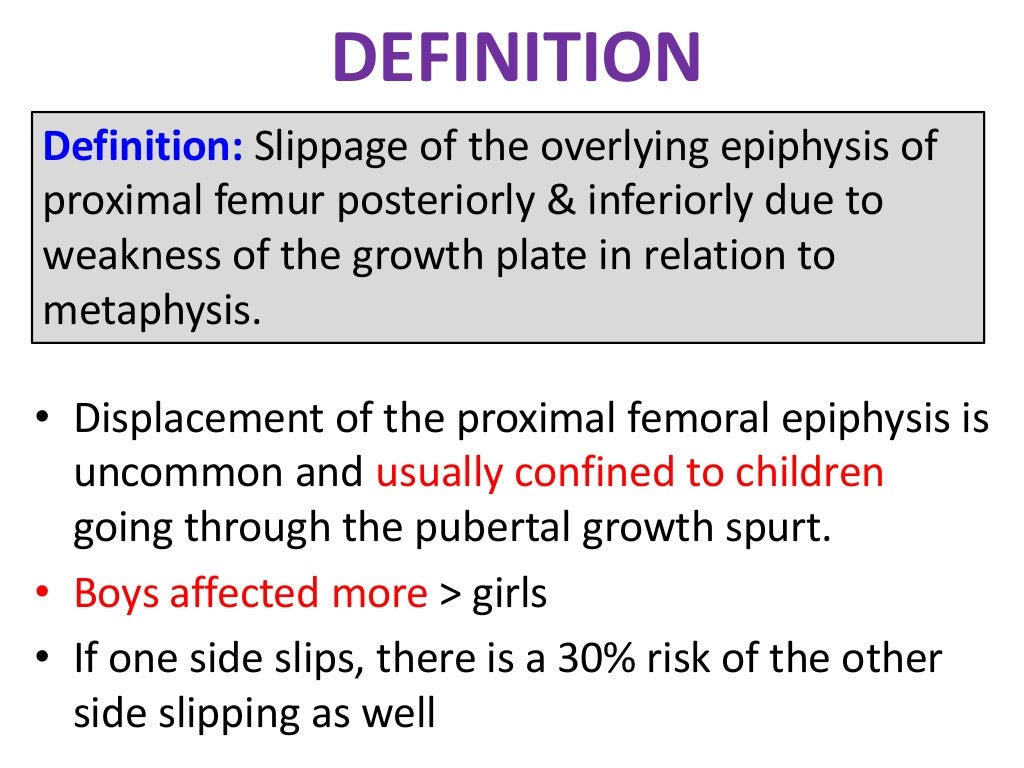 DEFINITION
Definition: Slippage of the overlying epiphysis of
proximal femur posteriorly & inferiorly due to
weakness of the growth plate in relation to
metaphysis.
• Displacement of the proximal femoral epiphysis is
uncommon and usually confined to children
going through the pubertal growth spurt.
• Boys affected more > girls
• If one side slips, there is a 30% risk of the other
side slipping as well